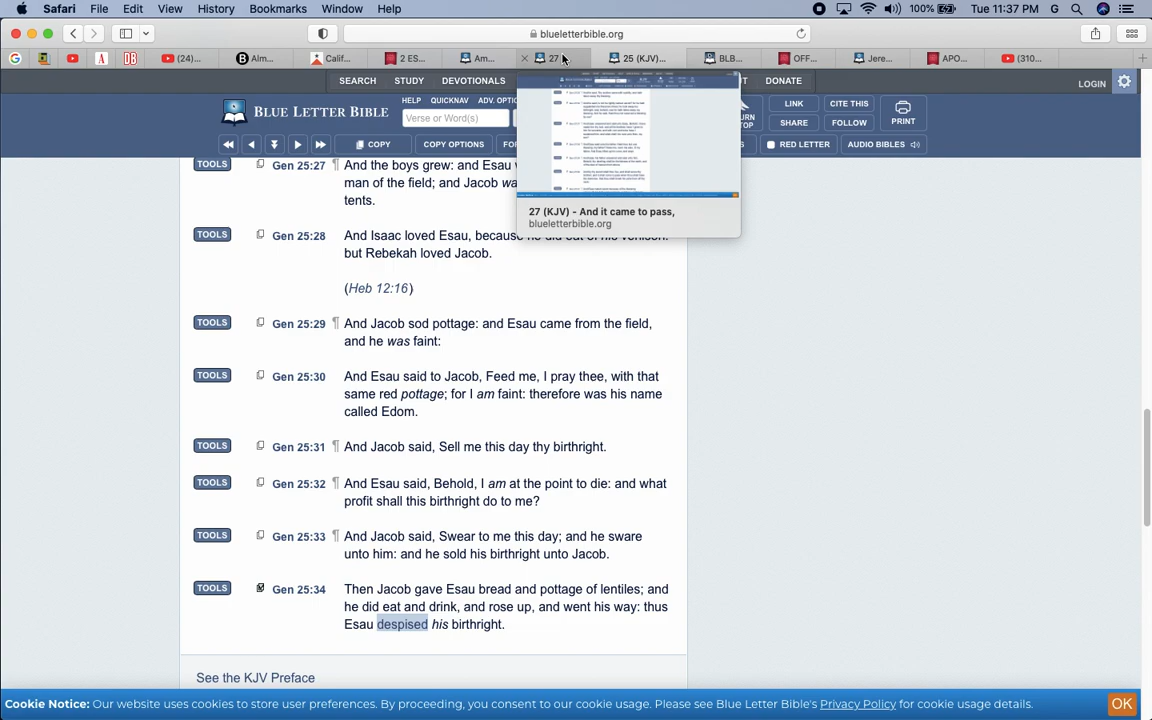 Safari File Edit View History Bookmarks Window Help 100% Tue 11:37 PM G
blueletterbible.org
(24)... Alm... Calif... 2 ES... Am... 27 25 (KJV)... BLB... OFF... Jere... APO... (310...
SEARCH STUDY DEVOTIONALS DONATE LOGIN
BLUE LETTER BIBLE HELP QUICKNAV ADV. OPTIO LINK CITE THIS
Verse or Word(s) TOP SHARE FOLLOW PRINT
COPY COPY OPTIONS RED LETTER AUDIO BIBLES
TOOLS Gen 25:27 ¶ And the boys grew: and Esau
man of the field; and Jacob
tents.
27 (KJV) - And it came to pass,
blueletterbible.org
TOOLS Gen 25:28 And Isaac loved Esau, because
but Rebekah loved Jacob.
(Heb 12:16)
TOOLS Gen 25:29 ¶ And Jacob sod pottage: and Esau came from the field,
and he was faint:
TOOLS Gen 25:30 And Esau said to Jacob, Feed me, I pray thee, with that
same red pottage; for I am faint: therefore was his name
called Edom.
TOOLS Gen 25:31 ¶ And Jacob said, Sell me this day thy birthright.
TOOLS Gen 25:32 ¶ And Esau said, Behold, I am at the point to die: and what
profit shall this birthright do to me?
TOOLS Gen 25:33 ¶ And Jacob said, Swear to me this day; and he sware
unto him: and he sold his birthright unto Jacob.
TOOLS Gen 25:34 Then Jacob gave Esau bread and pottage of lentiles; and
he did eat and drink, and rose up, and went his way: thus
Esau despised his birthright.
See the KJV Preface
Cookie Notice: Our website uses cookies to store user preferences. By proceeding, you consent to our cookie usage. Please see Blue Letter Bible's Privacy Policy for cookie usage details. OK